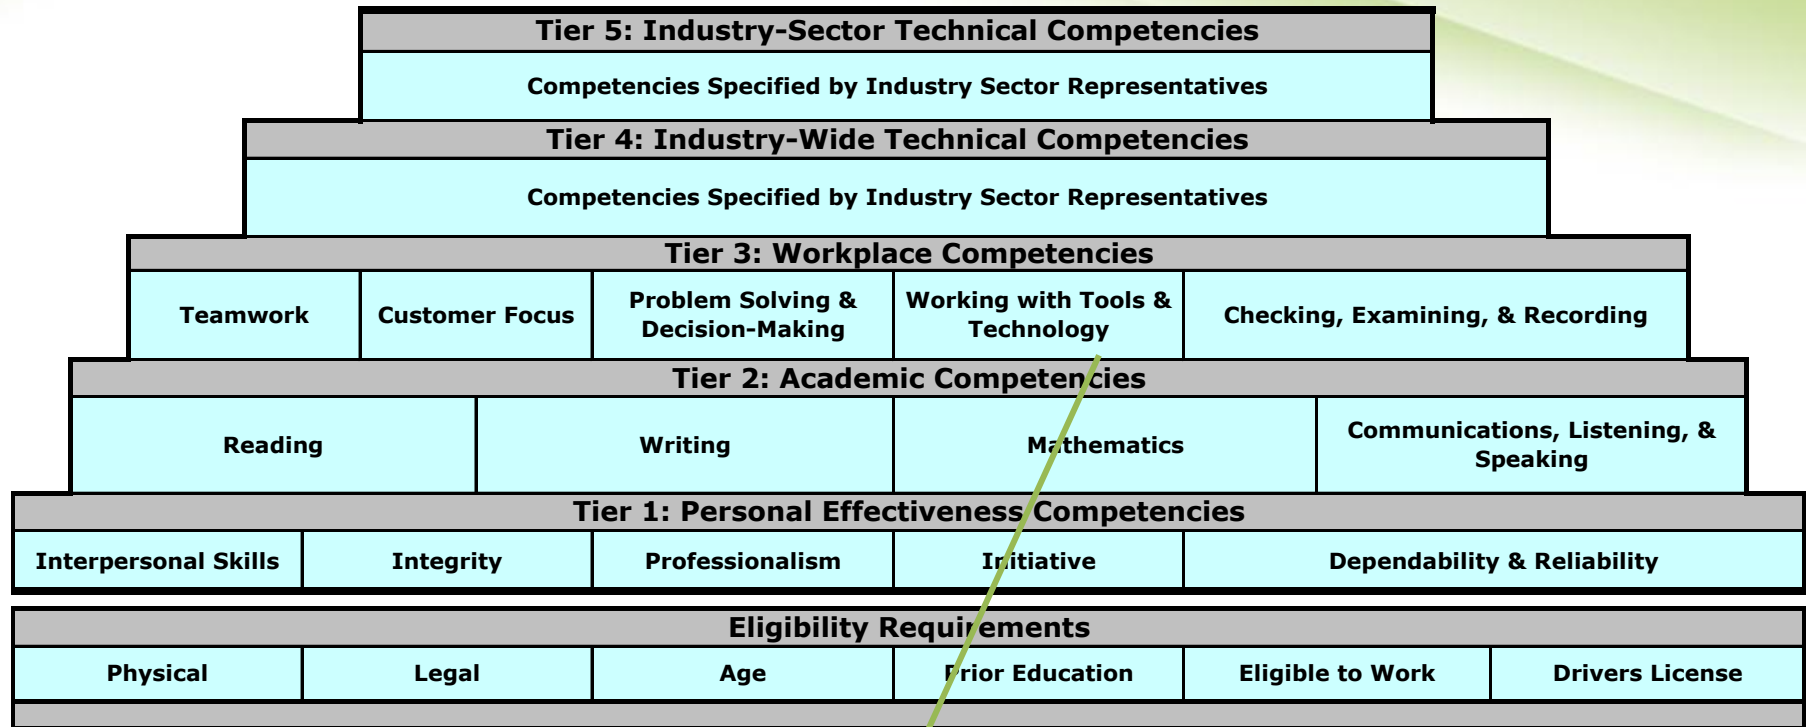 Tier 5: Industry-Sector Technical Competencies
Competencies Specified by Industry Sector Representatives
Tier 4: Industry-Wide Technical Competencies
Competencies Specified by Industry Sector Representatives
Tier 3: Workplace Competencies
Teamwork
Customer Focus
Problem Solving &
Decision-Making
Working with Tools &
Technology
Checking, Examining, & Recording
Tier 2: Academic Competencies
Reading
Writing
Mathematics
Communications, Listening, &
Speaking
Tier 1: Personal Effectiveness Competencies
Interpersonal Skills
Integrity
Professionalism
Initiative
Dependability & Reliability
Eligibility Requirements
Physical
Legal
Age
Prior Education
Eligible to Work
Drivers License